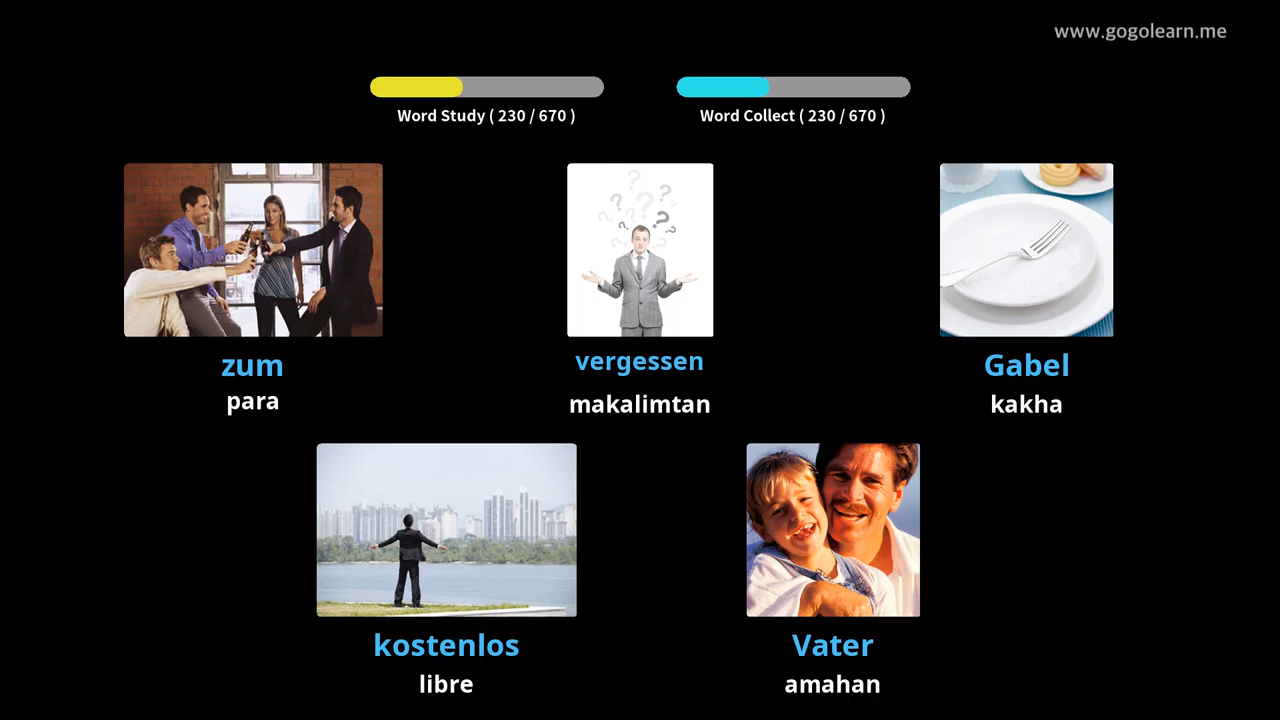 www.gogolearn.me
Word Study ( 230 / 670 )
Word Collect ( 230 / 670 )
zum
para
vergessen
makalimtan
Gabel
kakha
kostenlos
libre
Vater
amahan